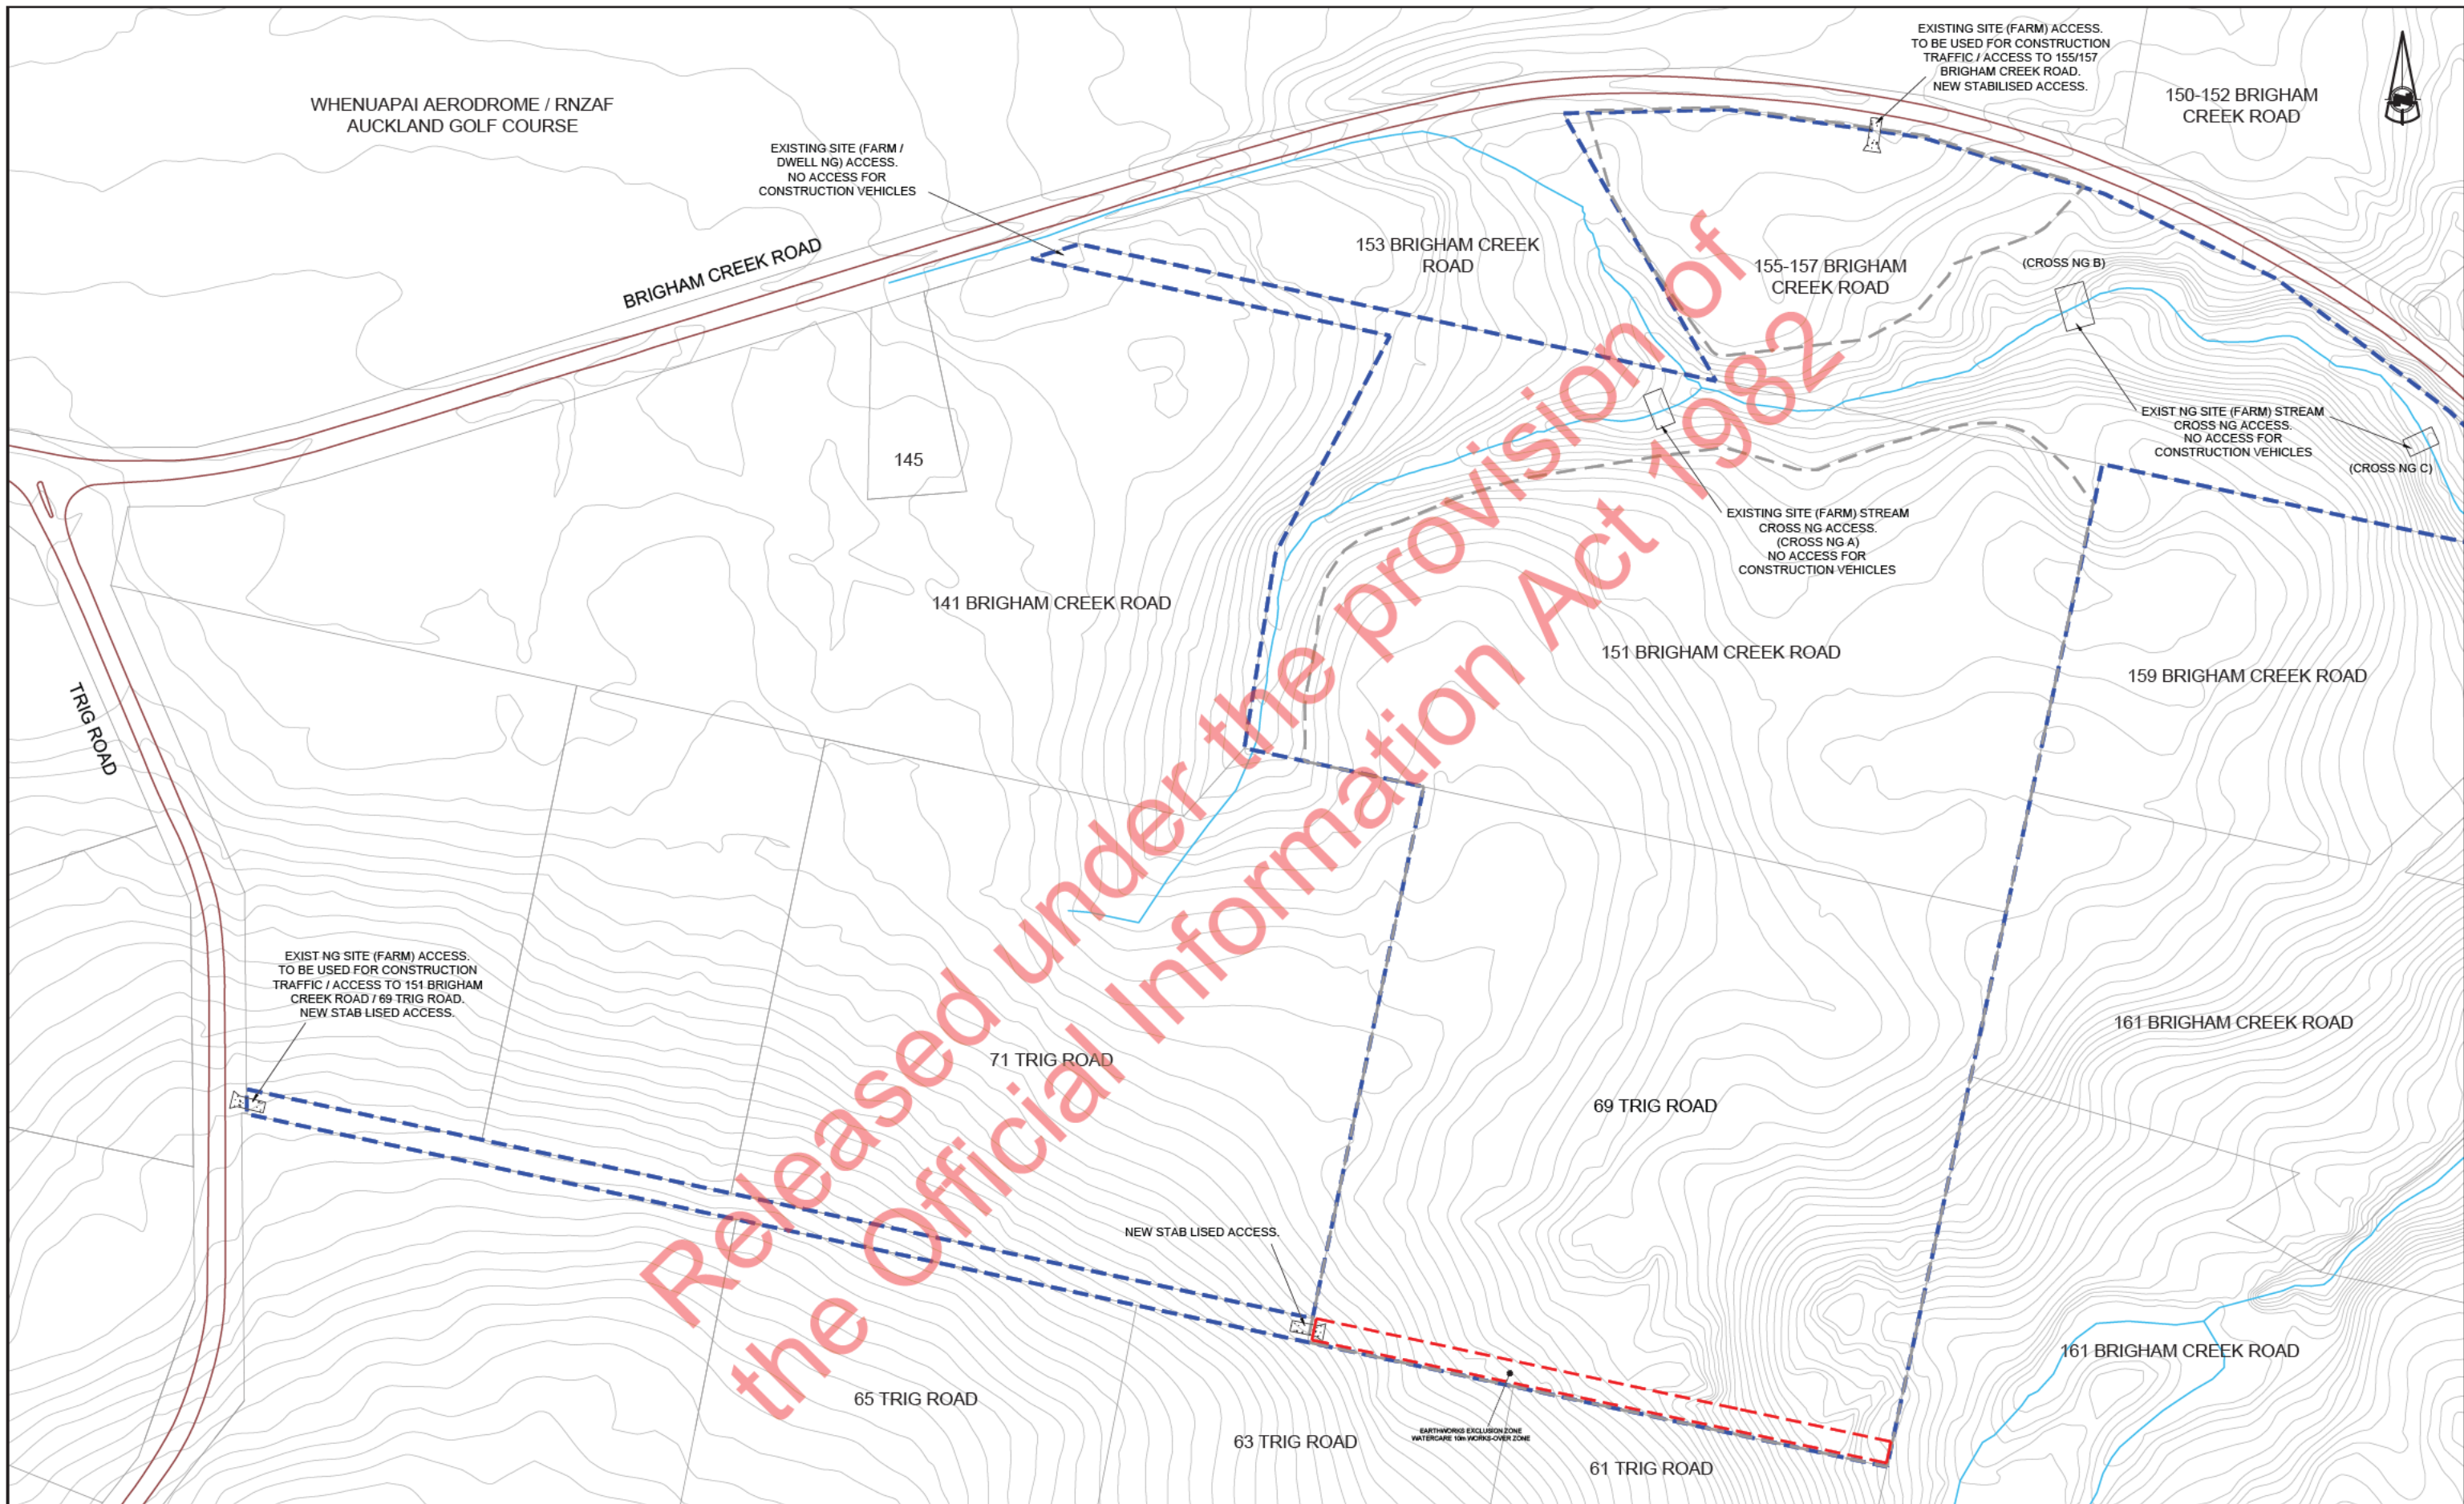 EXISTING SITE (FARM) ACCESS.
TO BE USED FOR CONSTRUCTION
TRAFFIC / ACCESS TO 155/157
BRIGHAM CREEK ROAD.
NEW STABILISED ACCESS.
150-152 BRIGHAM
CREEK ROAD
WHENUAPAI AERODROME / RNZAF
AUCKLAND GOLF COURSE
EXISTING SITE (FARM /
DWELL NG) ACCESS.
NO ACCESS FOR
CONSTRUCTION VEHICLES
BRIGHAM CREEK ROAD
153 BRIGHAM CREEK
ROAD
155-157 BRIGHAM
CREEK ROAD
(CROSS NG B)
EXIST NG SITE (FARM) STREAM
CROSS NG ACCESS.
NO ACCESS FOR
CONSTRUCTION VEHICLES
(CROSS NG C)
145
EXISTING SITE (FARM) STREAM
CROSS NG ACCESS.
(CROSS NG A)
NO ACCESS FOR
CONSTRUCTION VEHICLES
141 BRIGHAM CREEK ROAD
151 BRIGHAM CREEK ROAD
159 BRIGHAM CREEK ROAD
TRIG ROAD
EXIST NG SITE (FARM) ACCESS.
TO BE USED FOR CONSTRUCTION
TRAFFIC / ACCESS TO 151 BRIGHAM
CREEK ROAD / 69 TRIG ROAD.
NEW STAB LISED ACCESS.
161 BRIGHAM CREEK ROAD
71 TRIG ROAD
69 TRIG ROAD
NEW STAB LISED ACCESS.
161 BRIGHAM CREEK ROAD
65 TRIG ROAD
63 TRIG ROAD
EARTHWORKS EXCLUSION ZONE
WATERCARE 10m WORKS-OVER ZONE
61 TRIG ROAD
Released under the provision of
the Official Information Act 1982